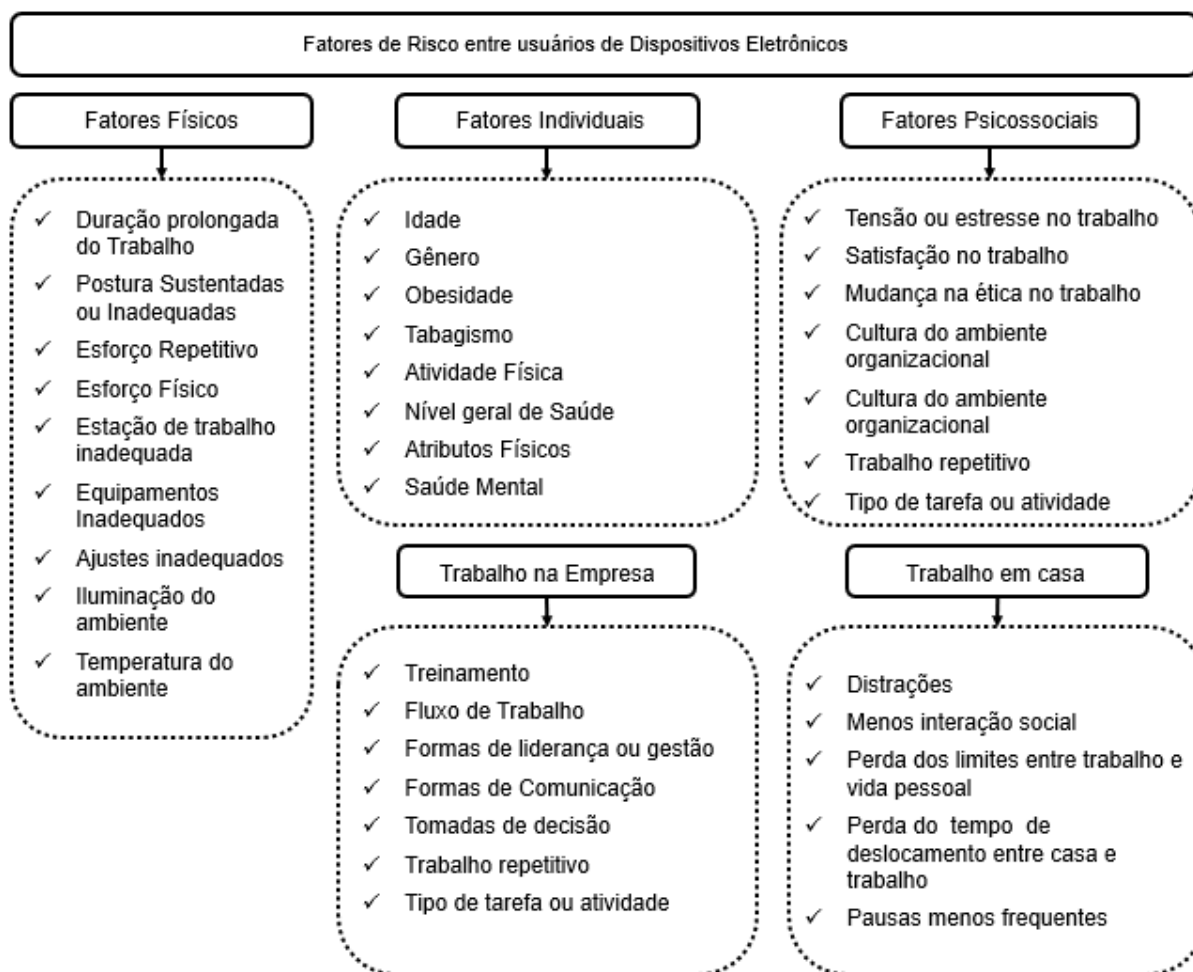 Fatores de Risco entre usuários de Dispositivos Eletrônicos
Fatores Físicos
✓ Duração prolongada
do Trabalho
✓ Postura Sustentadas
ou Inadequadas
✓ Esforço Repetitivo
✓ Esforço Físico
✓ Estação de trabalho
inadequada
✓ Equipamentos
Inadequados
✓ Ajustes inadequados
✓ Iluminação do
ambiente
✓ Temperatura do
ambiente
Fatores Individuais
✓ Idade
✓ Gênero
✓ Obesidade
✓ Tabagismo
✓ Atividade Física
✓ Nível geral de Saúde
✓ Atributos Físicos
✓ Saúde Mental
Fatores Psicossociais
✓ Tensão ou estresse no trabalho
✓ Satisfação no trabalho
✓ Mudança na ética no trabalho
✓ Cultura do ambiente
organizacional
✓ Cultura do ambiente
organizacional
✓ Trabalho repetitivo
✓ Tipo de tarefa ou atividade
Trabalho na Empresa
✓ Treinamento
✓ Fluxo de Trabalho
✓ Formas de liderança ou gestão
✓ Formas de Comunicação
✓ Tomadas de decisão
✓ Trabalho repetitivo
✓ Tipo de tarefa ou atividade
Trabalho em casa
✓ Distrações
✓ Menos interação social
✓ Perda dos limites entre trabalho e
vida pessoal
✓ Perda do tempo de
deslocamento entre casa e
trabalho
✓ Pausas menos frequentes